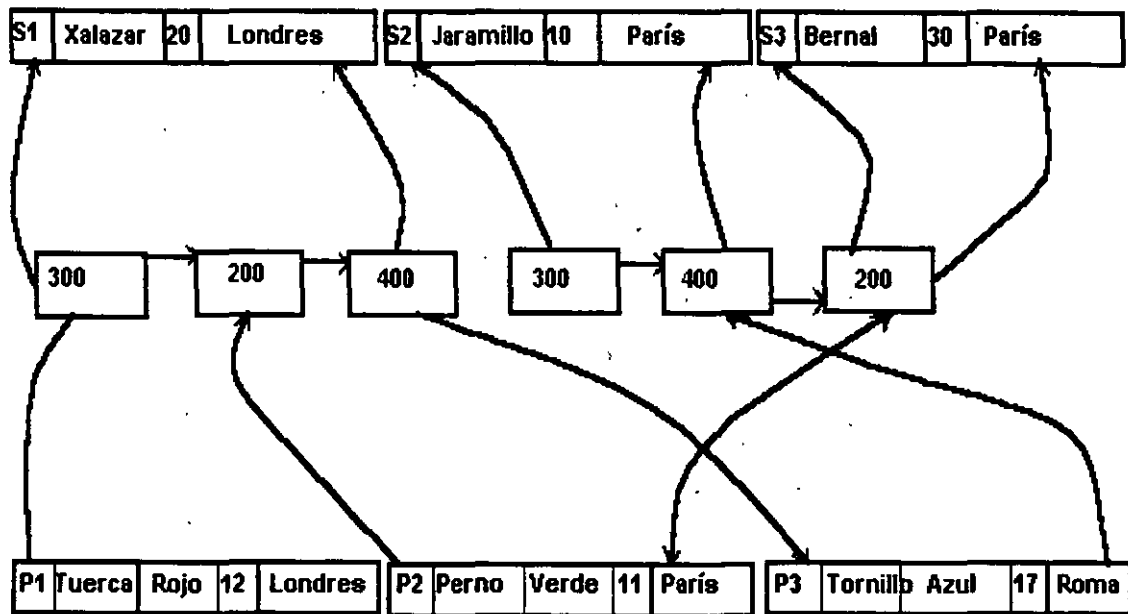 S1 Xalazar 20 Londres S2 Jaramillo 10 París S3 Bernal 30 París
300 200 400 300 400 200
P1 Tuerca Rojo 12 Londres P2 Perno Verde 11 París P3 Tornillo Azul 17 Roma